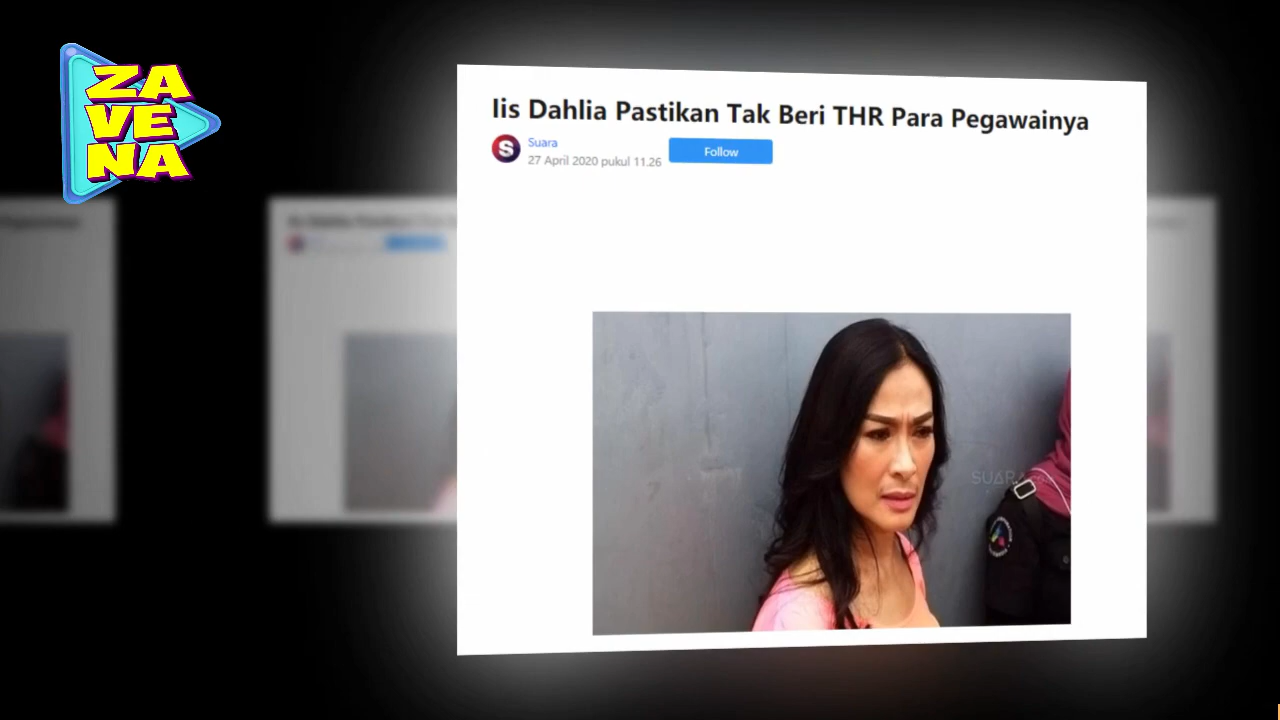 ZA
VE
NA
Iis Dahlia Pastikan Tak Beri THR Para Pegawainya
S
Suara
27 April 2020 pukul 11.26
Follow